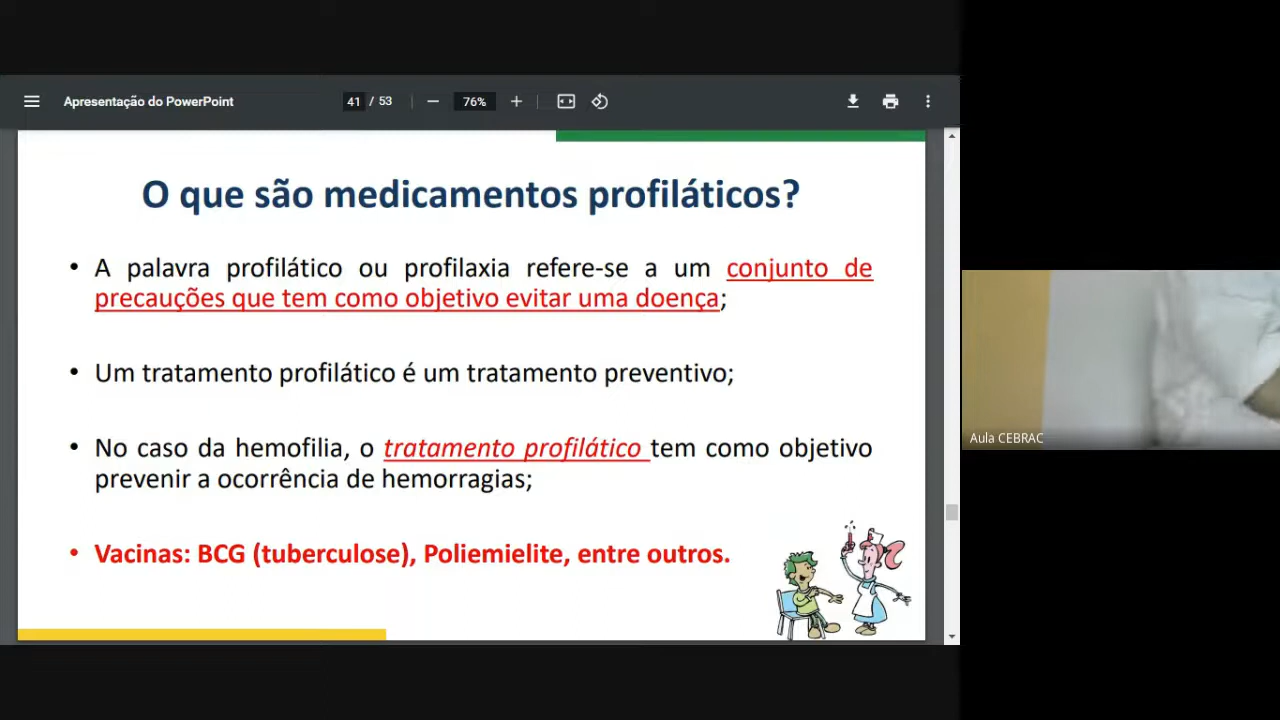 Apresentação do PowerPoint
41 / 53
76%
O que são medicamentos profiláticos?
• A palavra profilático ou profilaxia refere-se a um conjunto de
precauções que tem como objetivo evitar uma doença;
• Um tratamento profilático é um tratamento preventivo;
• No caso da hemofilia, o tratamento profilático tem como objetivo
prevenir a ocorrência de hemorragias;
• Vacinas: BCG (tuberculose), Poliemielite, entre outros.
Aula CEBRAC